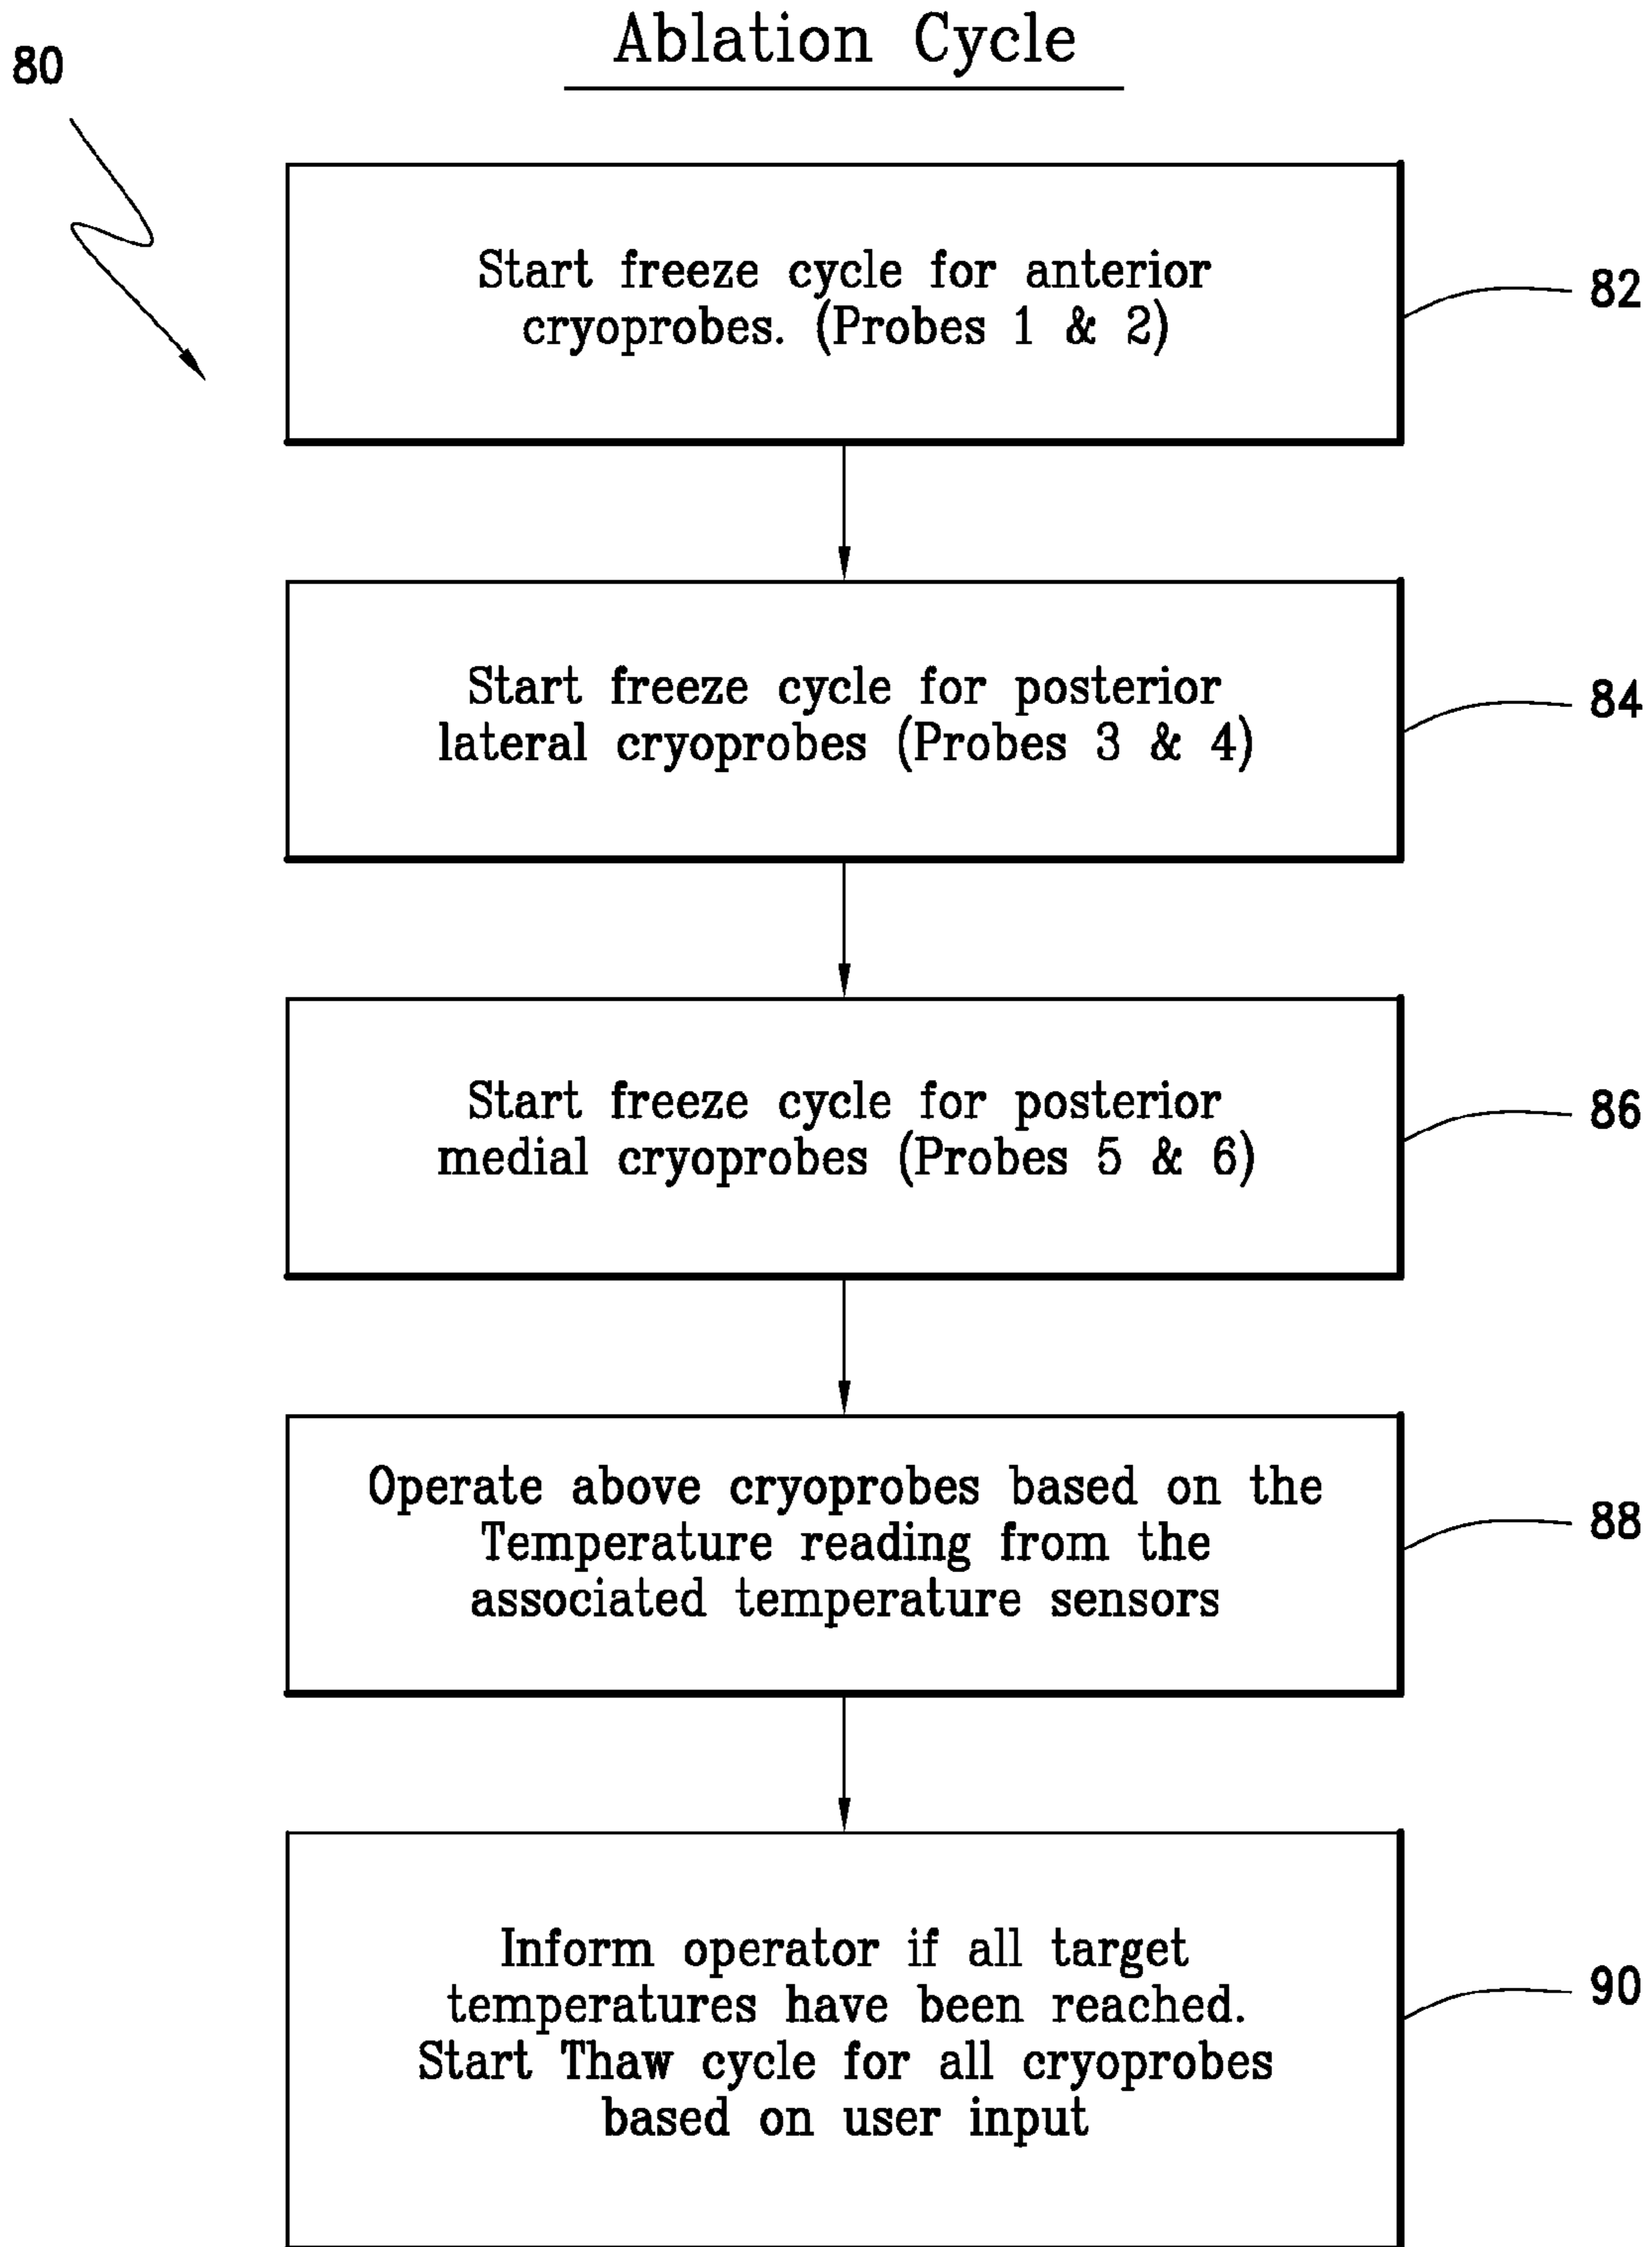 Ablation Cycle
80
Start freeze cycle for anterior
cryoprobes. (Probes 1 & 2)
82
Start freeze cycle for posterior
lateral cryoprobes (Probes 3 & 4)
84
Start freeze cycle for posterior
medial cryoprobes (Probes 5 & 6)
86
Operate above cryoprobes based on the
Temperature reading from the
associated temperature sensors
88
Inform operator if all target
temperatures have been reached.
Start Thaw cycle for all cryoprobes
based on user input
90